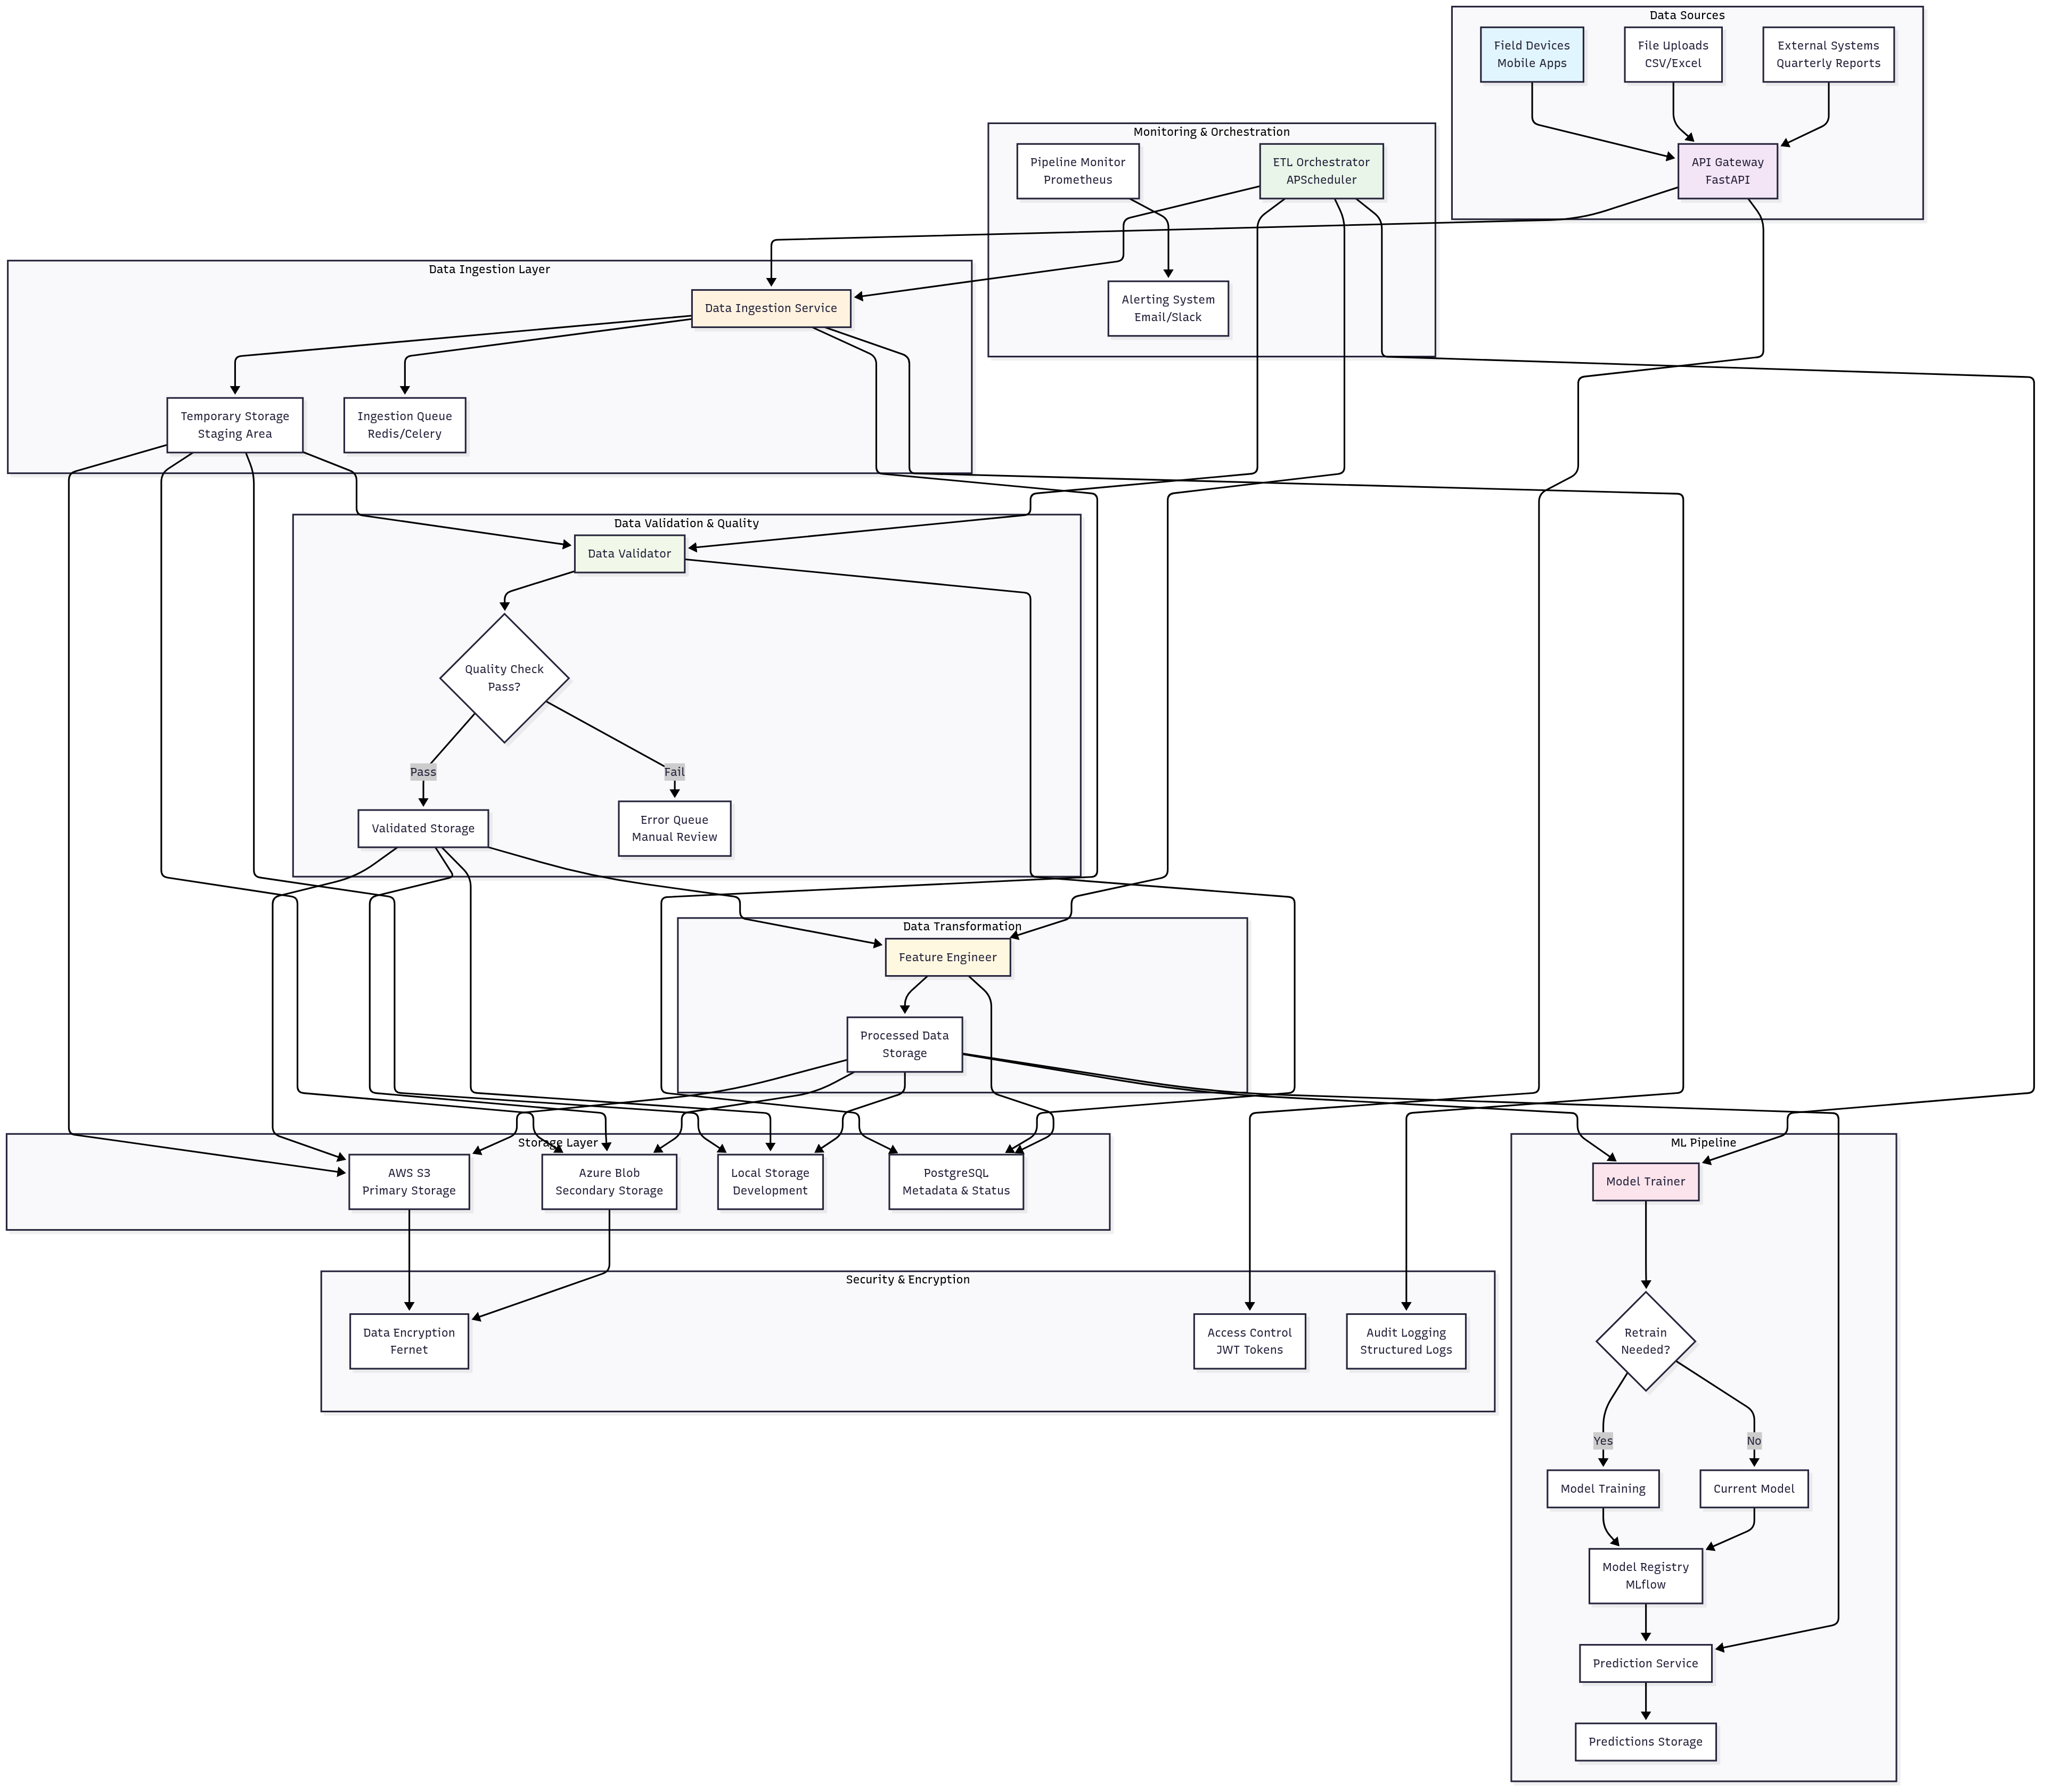 Data Sources
Field Devices
Mobile Apps
File Uploads
CSV/Excel
External Systems
Quarterly Reports
API Gateway
FastAPI
Monitoring & Orchestration
Pipeline Monitor
Prometheus
ETL Orchestrator
APScheduler
Alerting System
Email/Slack
Data Ingestion Layer
Data Ingestion Service
Temporary Storage
Staging Area
Ingestion Queue
Redis/Celery
Data Validation & Quality
Data Validator
Quality Check
Pass?
Pass
Fail
Validated Storage
Error Queue
Manual Review
Data Transformation
Feature Engineer
Processed Data
Storage
Storage Layer
AWS S3
Primary Storage
Azure Blob
Secondary Storage
Local Storage
Development
PostgreSQL
Metadata & Status
Security & Encryption
Data Encryption
Fernet
Access Control
JWT Tokens
Audit Logging
Structured Logs
ML Pipeline
Model Trainer
Retrain
Needed?
Yes
No
Model Training
Current Model
Model Registry
MLflow
Prediction Service
Predictions Storage